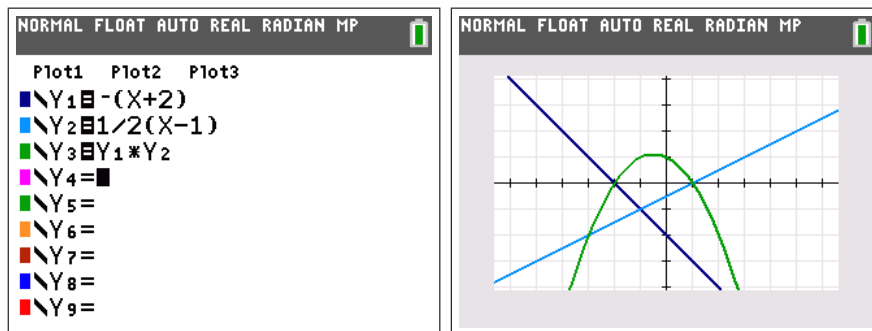 NORMAL FLOAT AUTO REAL RADIAN MP
Plot1 Plot2 Plot3
\Y1=-(X+2)
\Y2=1/2(X-1)
\Y3=Y1*Y2
\Y4=
\Y5=
\Y6=
\Y7=
\Y8=
\Y9=
NORMAL FLOAT AUTO REAL RADIAN MP